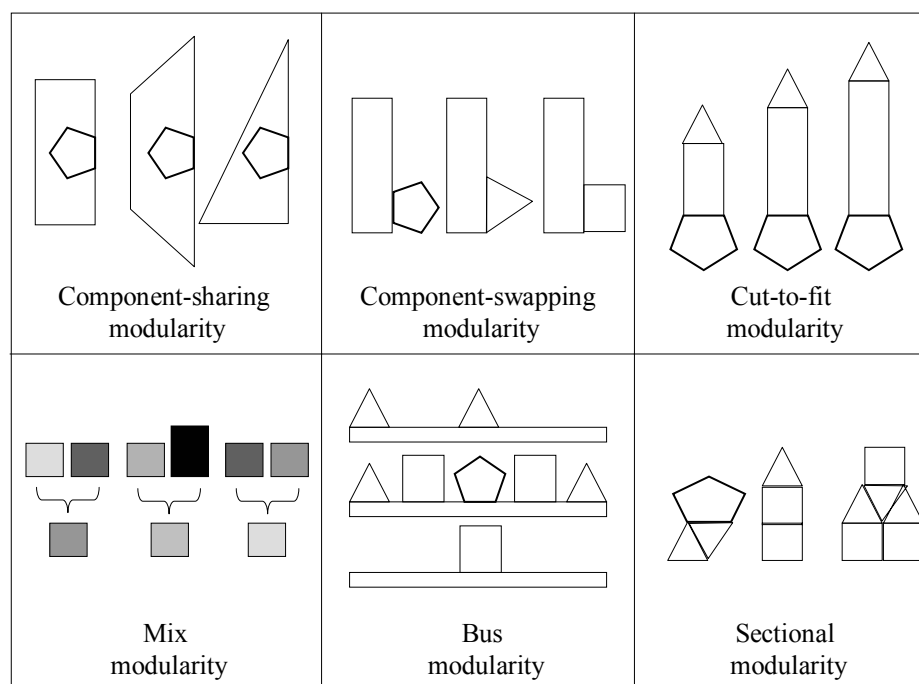 Component-sharing
modularity
Component-swapping
modularity
Cut-to-fit
modularity
Mix
modularity
Bus
modularity
Sectional
modularity